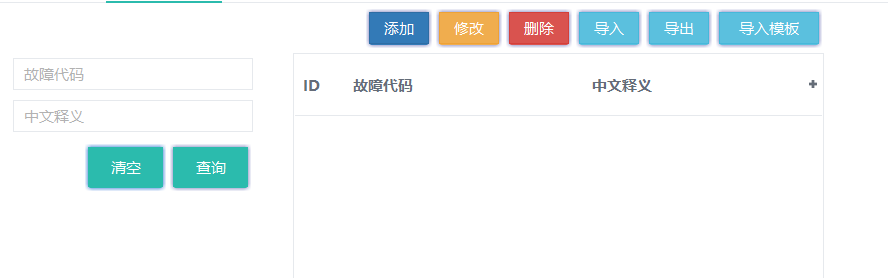 添加 修改 删除 导入 导出 导入模板
故障代码
中文释义
清空 查询
ID 故障代码 中文释义 +